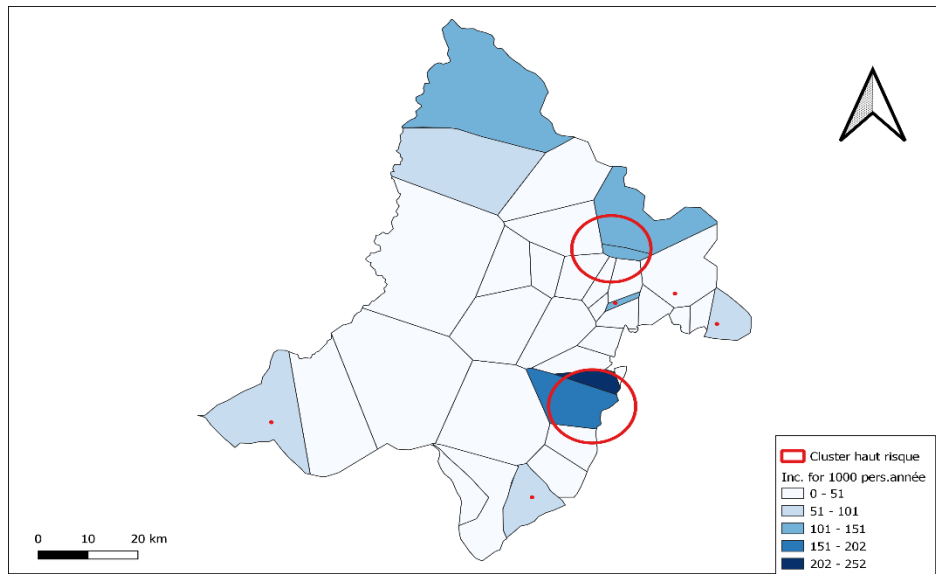 Cluster haut risque
Inc. for 1000 pers.année
0 - 51
51 - 101
101 - 151
151 - 202
202 - 252
0 10 20 km